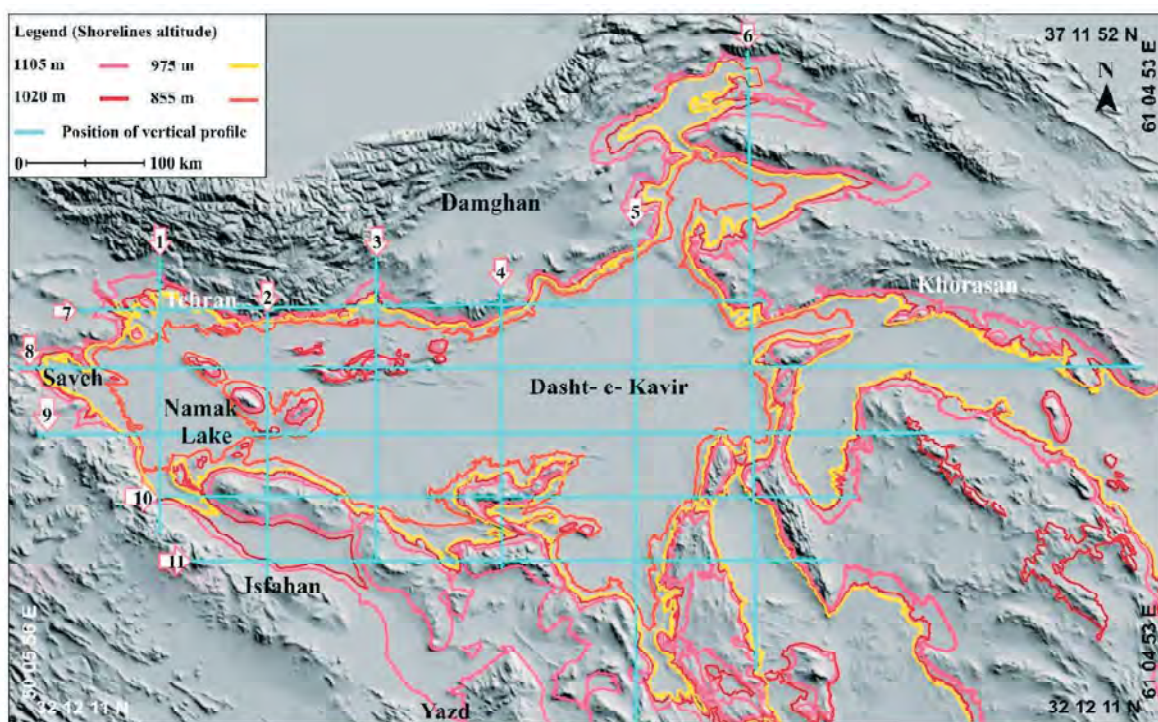 Legend (Shorelines altitude)
1105 m 975 m
1020 m 855 m
Position of vertical profile
0 100 km
6
37 11 52 N
61 04 53 E
N
Damghan
5
1
3
4
Tehran
2
7
Khorasan
8
Saveh
Dasht- e- Kavir
9
Namak
Lake
10
11
Isfahan
Yazd
50 05 56 E
32 12 11 N
61 04 53 E
32 12 11 N